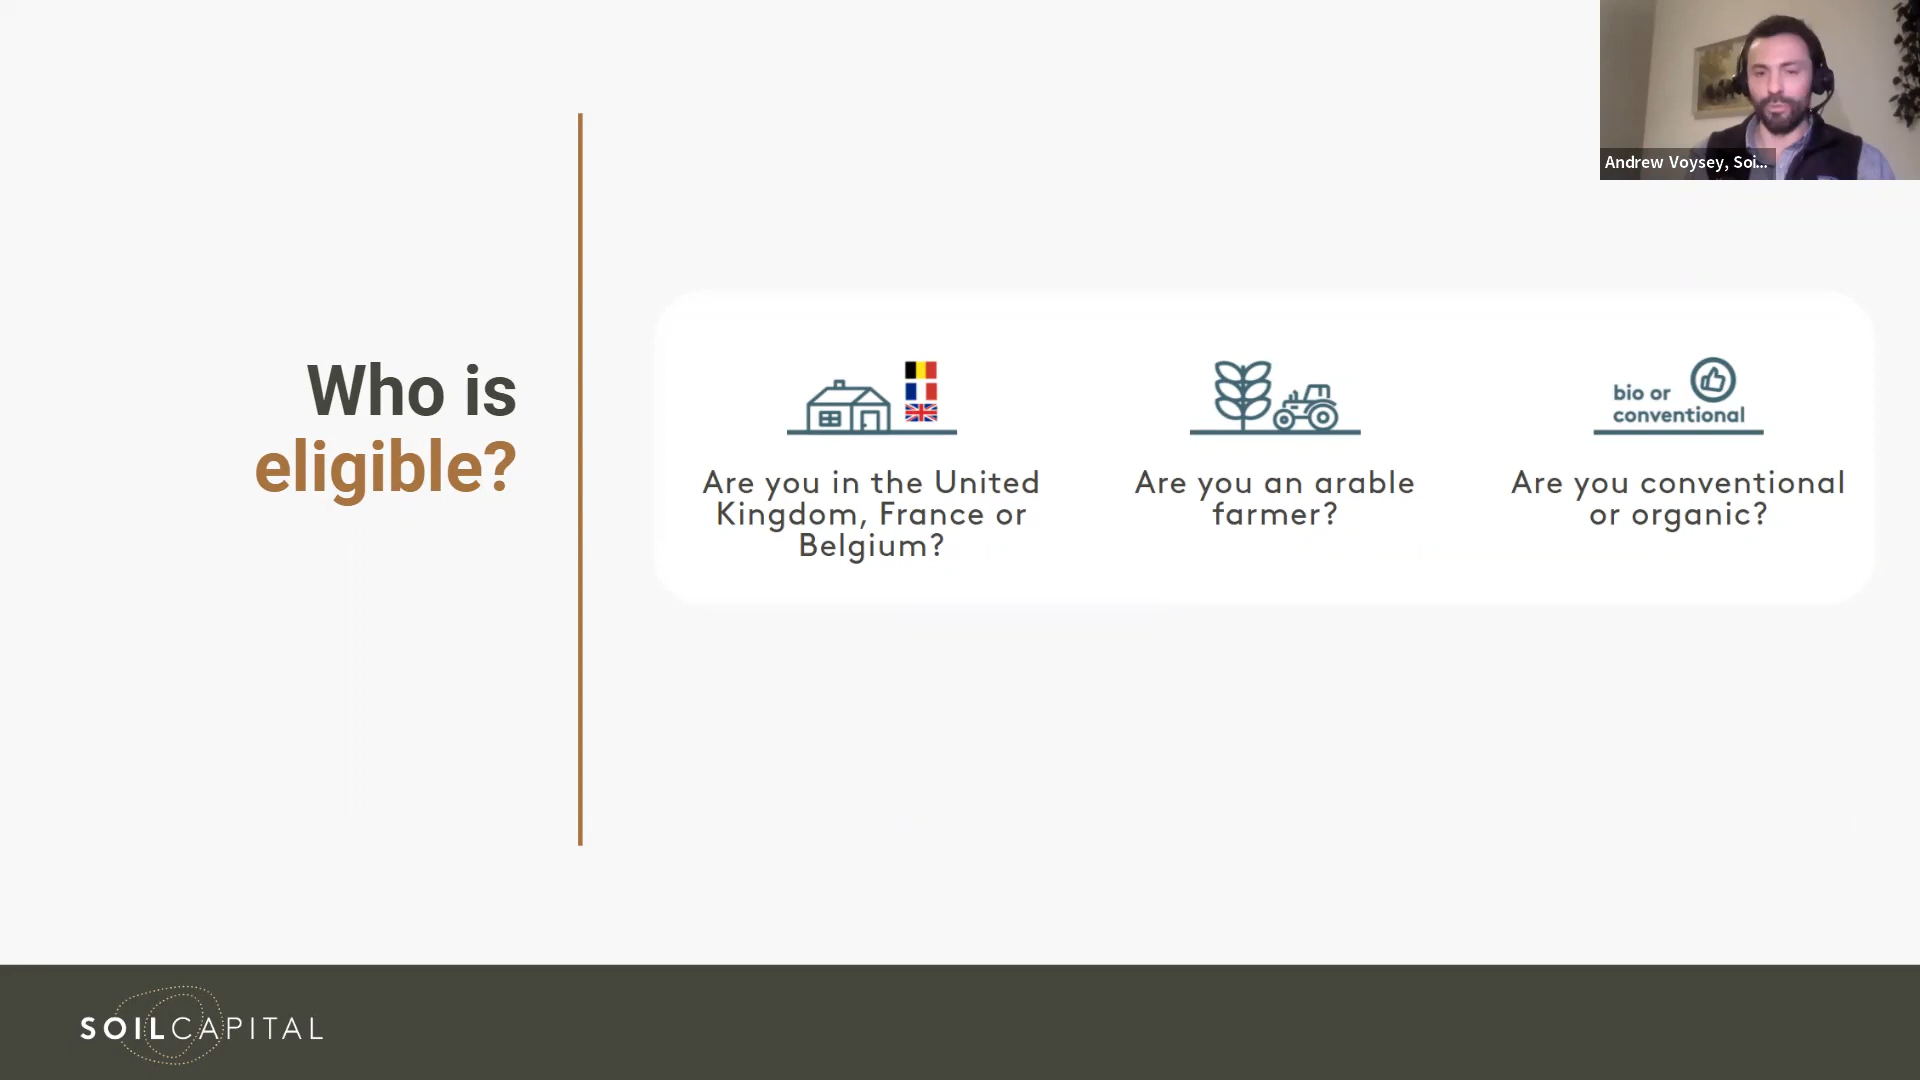 Andrew Voysey, Soi...
Who is
eligible?
bio or
conventional
Are you in the United
Kingdom, France or
Belgium?
Are you an arable
farmer?
Are you conventional
or organic?
SOILCAPITAL